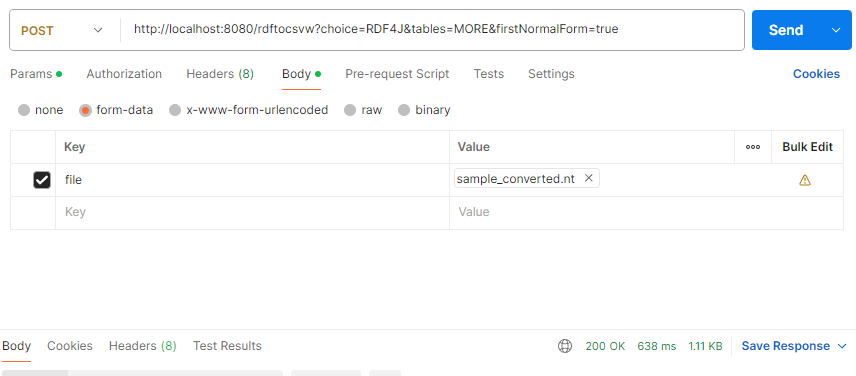 POST http://localhost:8080/rdftocsvw?choice=RDF4J&tables=MORE&firstNormalForm=true Send
Params Authorization Headers (8) Body Pre-request Script Tests Settings Cookies
none form-data x-www-form-urlencoded raw binary
Key Value ooo Bulk Edit
file sample_converted.nt
Key Value
Body Cookies Headers (8) Test Results 200 OK 638 ms 1.11 KB Save Response